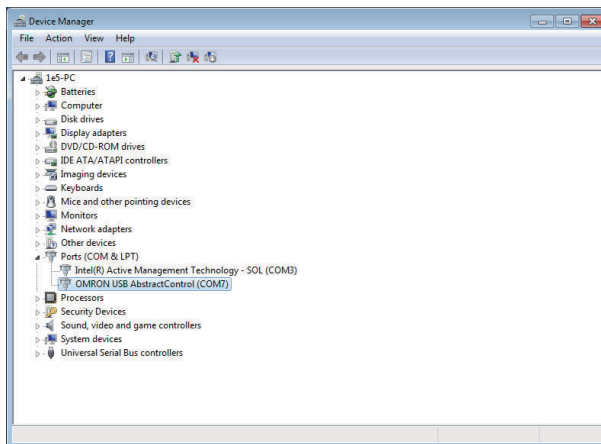 Device Manager
File Action View Help
1e5-PC
Batteries
Computer
Disk drives
Display adapters
DVD/CD-ROM drives
IDE ATA/ATAPI controllers
Imaging devices
Keyboards
Mice and other pointing devices
Monitors
Network adapters
Other devices
Ports (COM & LPT)
Intel(R) Active Management Technology - SOL (COM3)
OMRON USB AbstractControl (COM7)
Processors
Security Devices
Sound, video and game controllers
System devices
Universal Serial Bus controllers